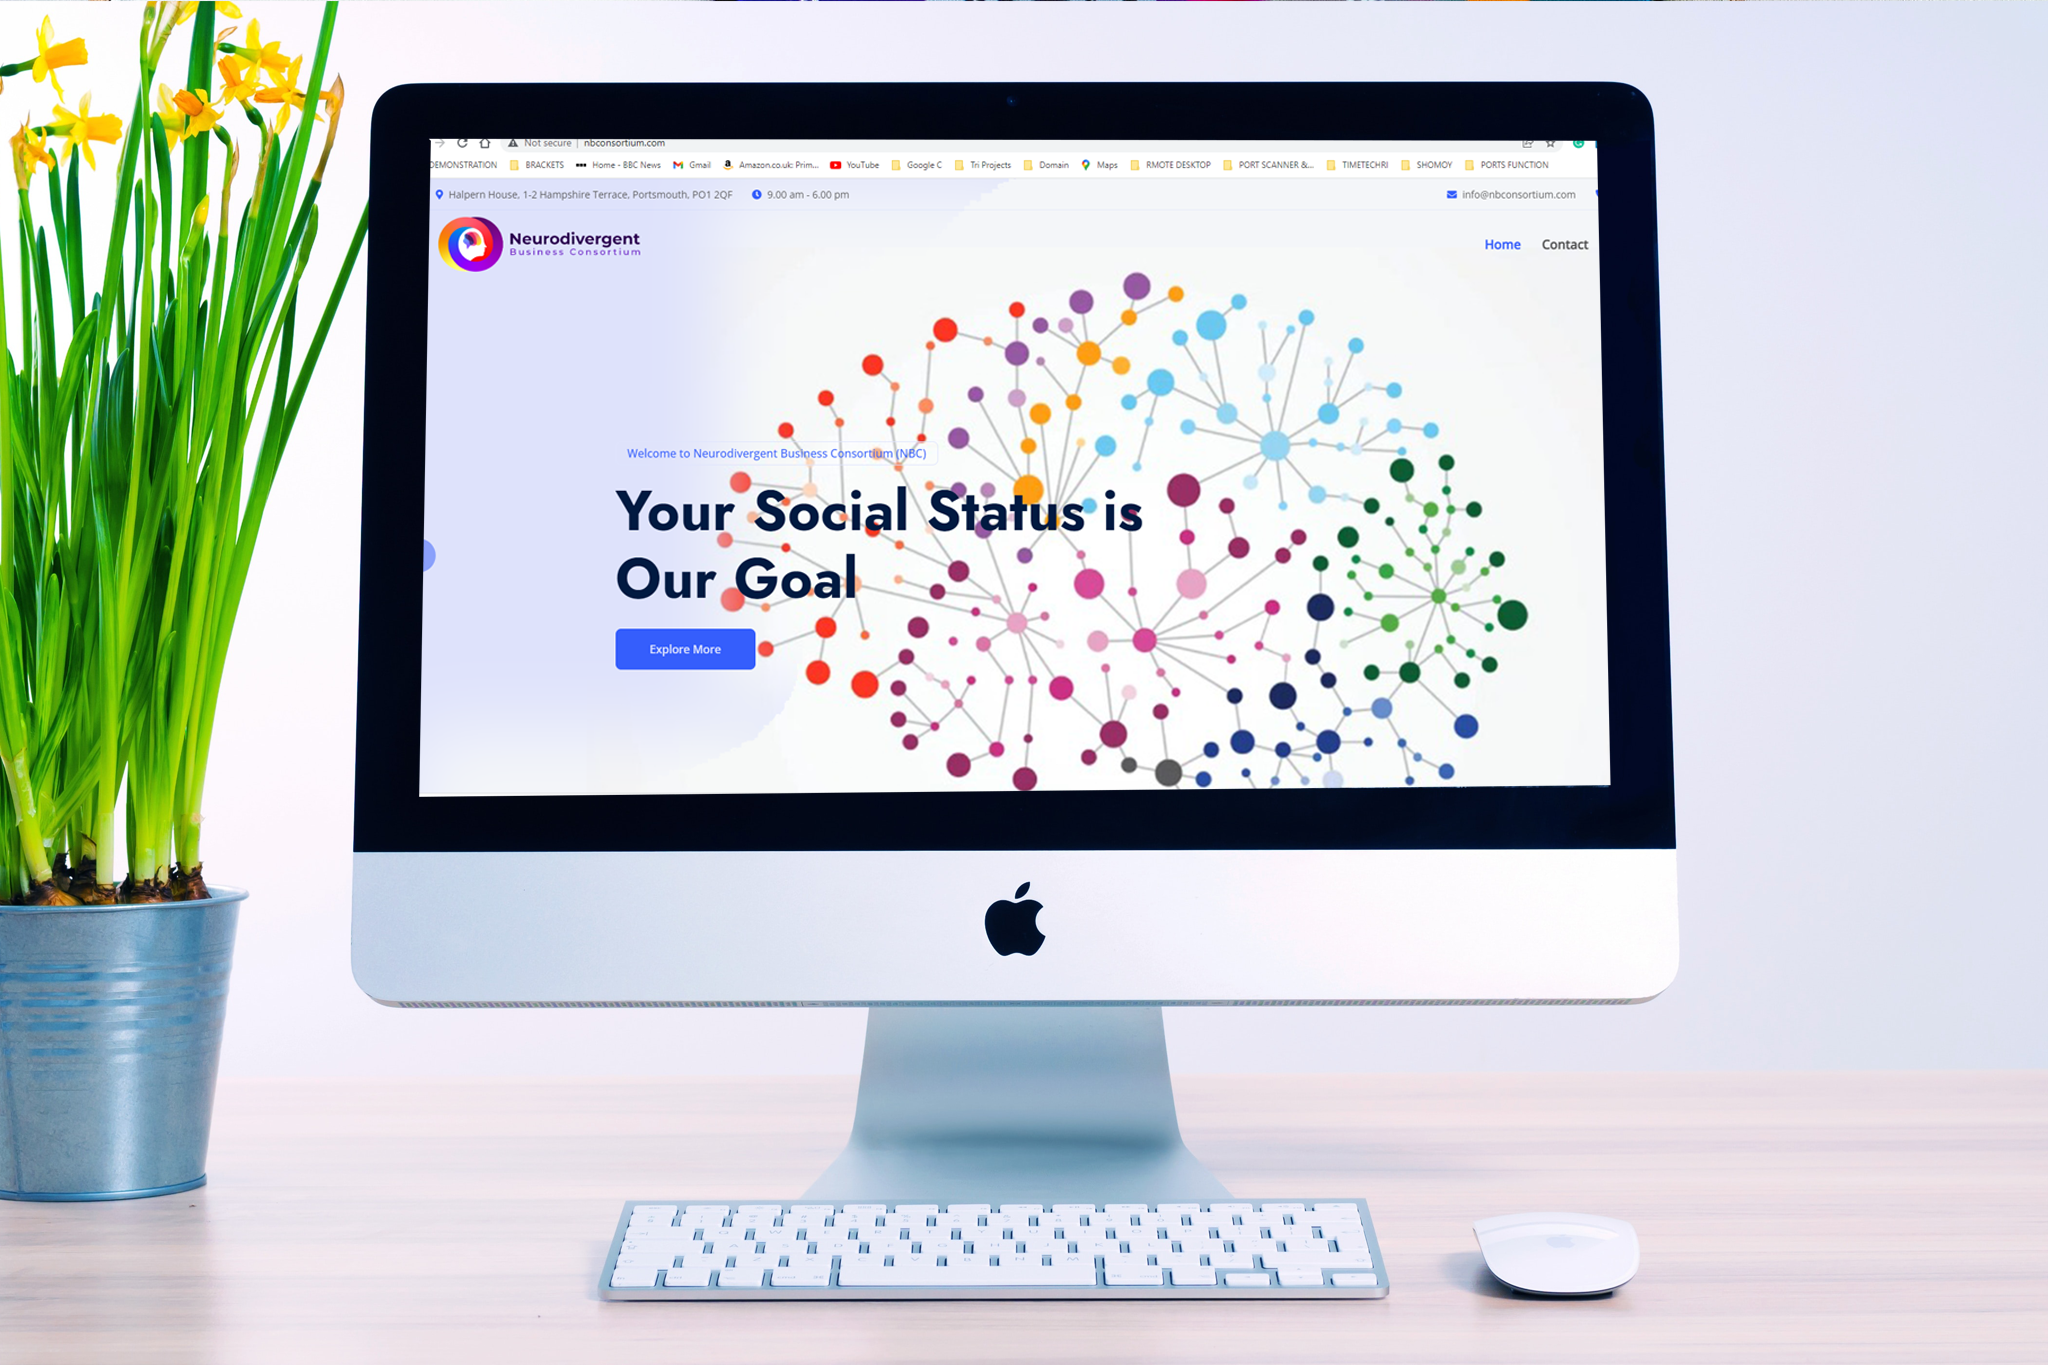 Not secure | nbconsortium.com
DEMONSTRATION BRACKETS Home - BBC News Gmail Amazon.co.uk: Prim... YouTube Google C Tri Projects Domain Maps RMOTE DESKTOP PORT SCANNER &... TIMETECHRI SHOMOY PORTS FUNCTION
Halpern House, 1-2 Hampshire Terrace, Portsmouth, PO1 2QF 9.00 am - 6.00 pm info@nbconsortium.com
Neurodivergent
Business Consortium
Home Contact
Welcome to Neurodivergent Business Consortium (NBC)
Your Social Status is
Our Goal
Explore More